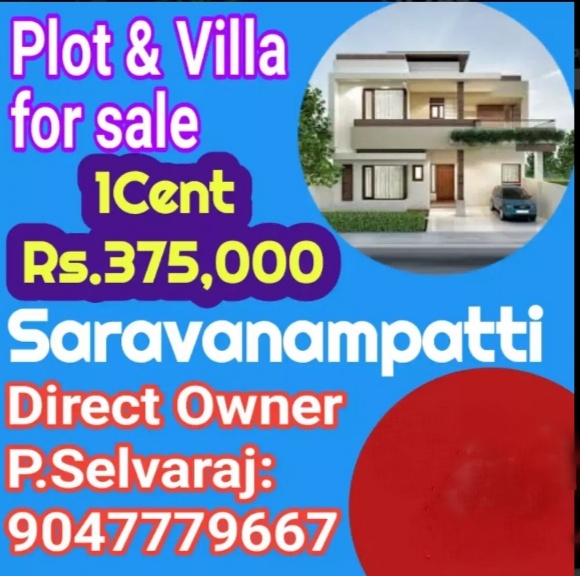 Plot & Villa
for sale
1Cent
Rs.375,000
Saravanampatti
Direct Owner
P.Selvaraj:
9047779667